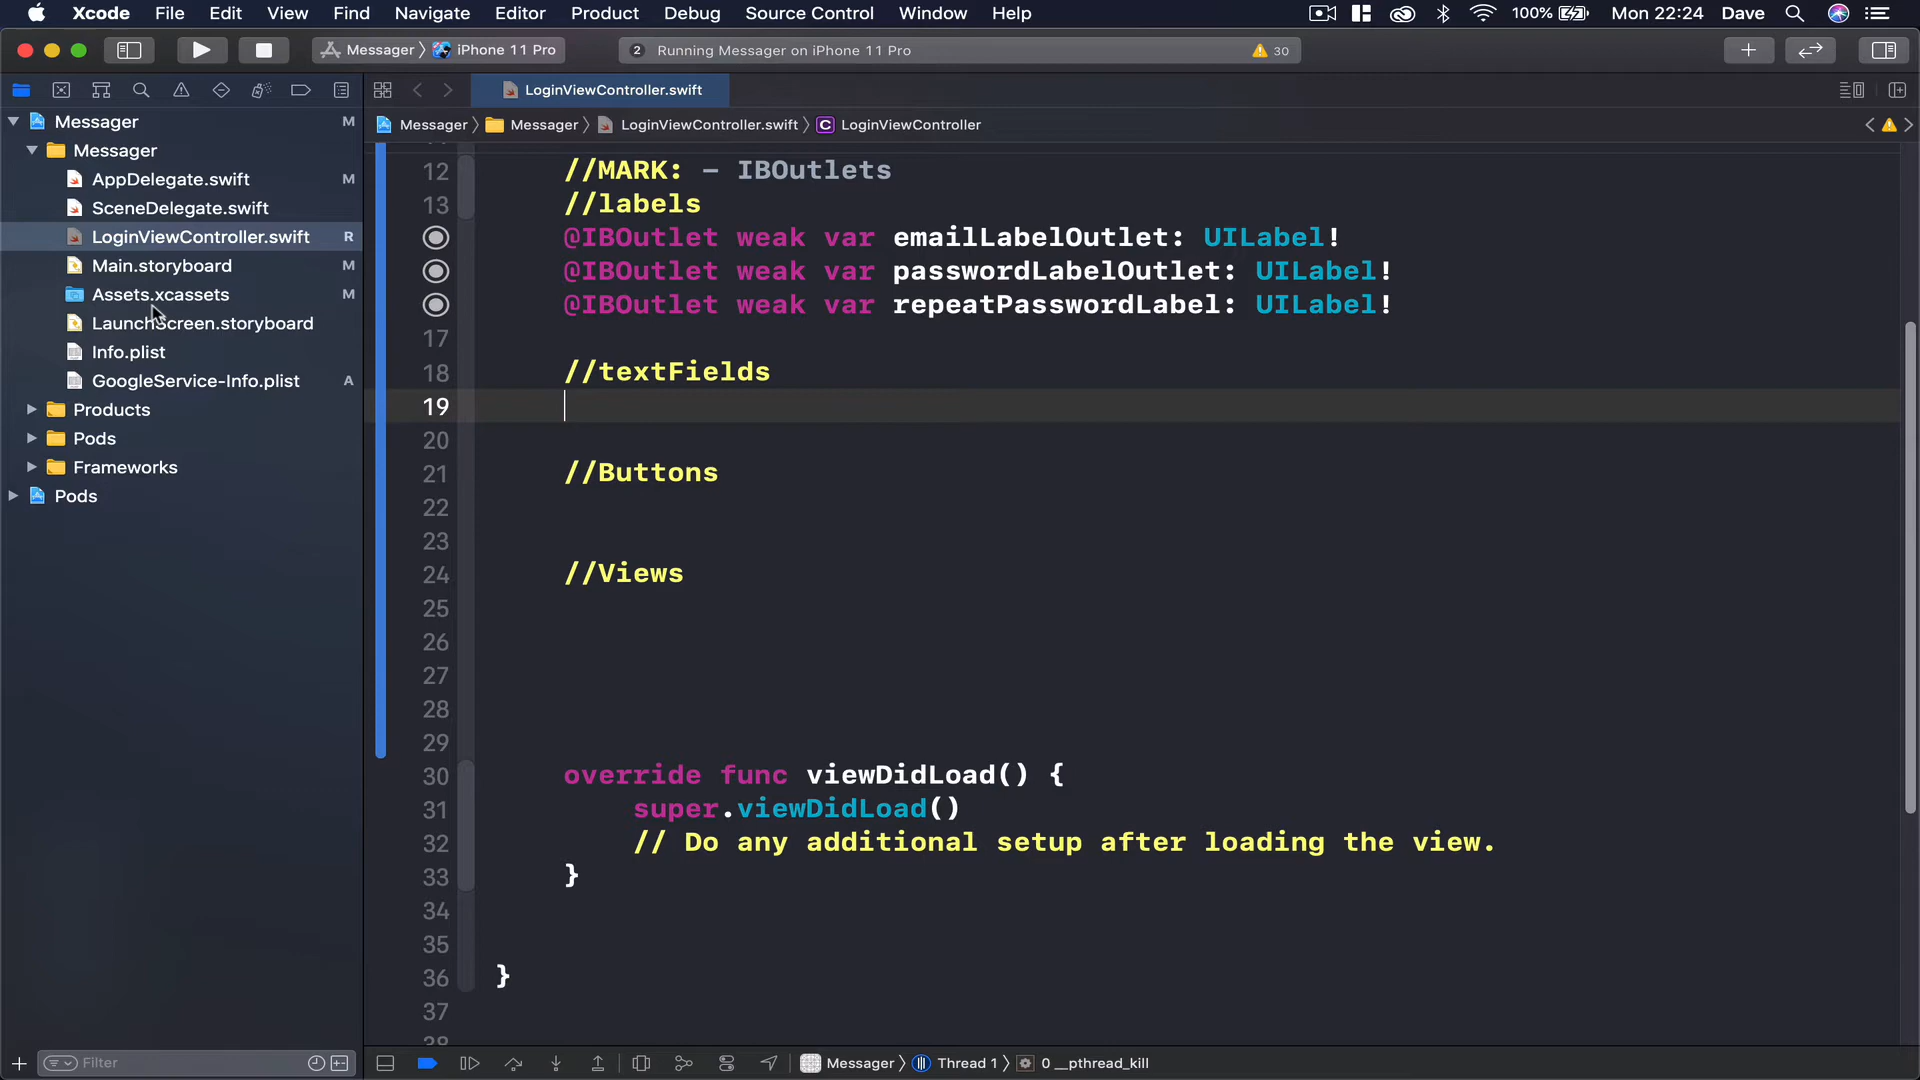 Xcode File Edit View Find Navigate Editor Product Debug Source Control Window Help 100% Mon 22:24 Dave
Messager iPhone 11 Pro 2 Running Messager on iPhone 11 Pro 30
LoginViewController.swift
Messager Messager LoginViewController.swift C LoginViewController
Messager M
Messager
AppDelegate.swift M
SceneDelegate.swift
LoginViewController.swift R
Main.storyboard M
Assets.xcassets M
LaunchScreen.storyboard
Info.plist
GoogleService-Info.plist A
Products
Pods
Frameworks
Pods
12 //MARK: - IBOutlets
13 //labels
@IBOutlet weak var emailLabelOutlet: UILabel!
@IBOutlet weak var passwordLabelOutlet: UILabel!
@IBOutlet weak var repeatPasswordLabel: UILabel!
17
18 //textFields
19
20
21 //Buttons
22
23
24 //Views
25
26
27
28
29
30 override func viewDidLoad() {
31 super.viewDidLoad()
32 // Do any additional setup after loading the view.
33 }
34
35
36 }
37
38
Filter
Messager Thread 1 0 __pthread_kill